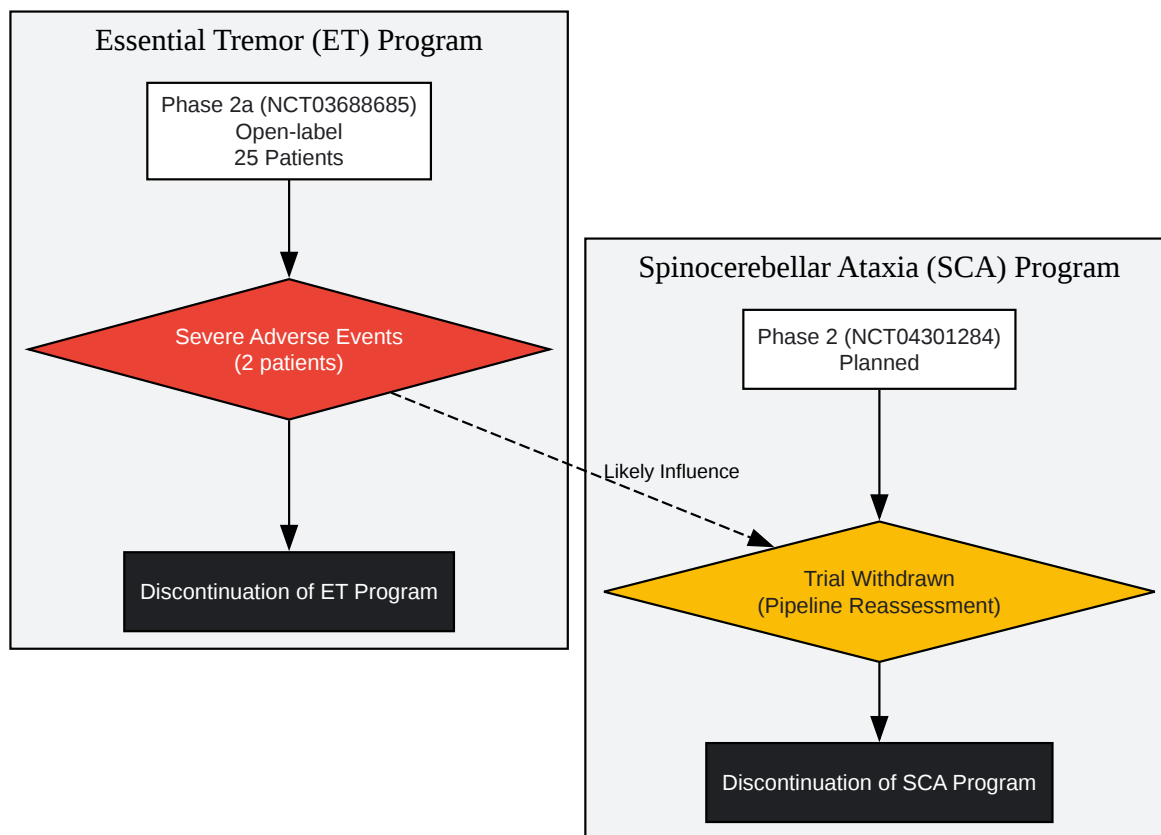 Essential Tremor (ET) Program
Phase 2a (NCT03688685)
Open-label
25 Patients
Severe Adverse Events
(2 patients)
Discontinuation of ET Program
Likely Influence
Spinocerebellar Ataxia (SCA) Program
Phase 2 (NCT04301284)
Planned
Trial Withdrawn
(Pipeline Reassessment)
Discontinuation of SCA Program